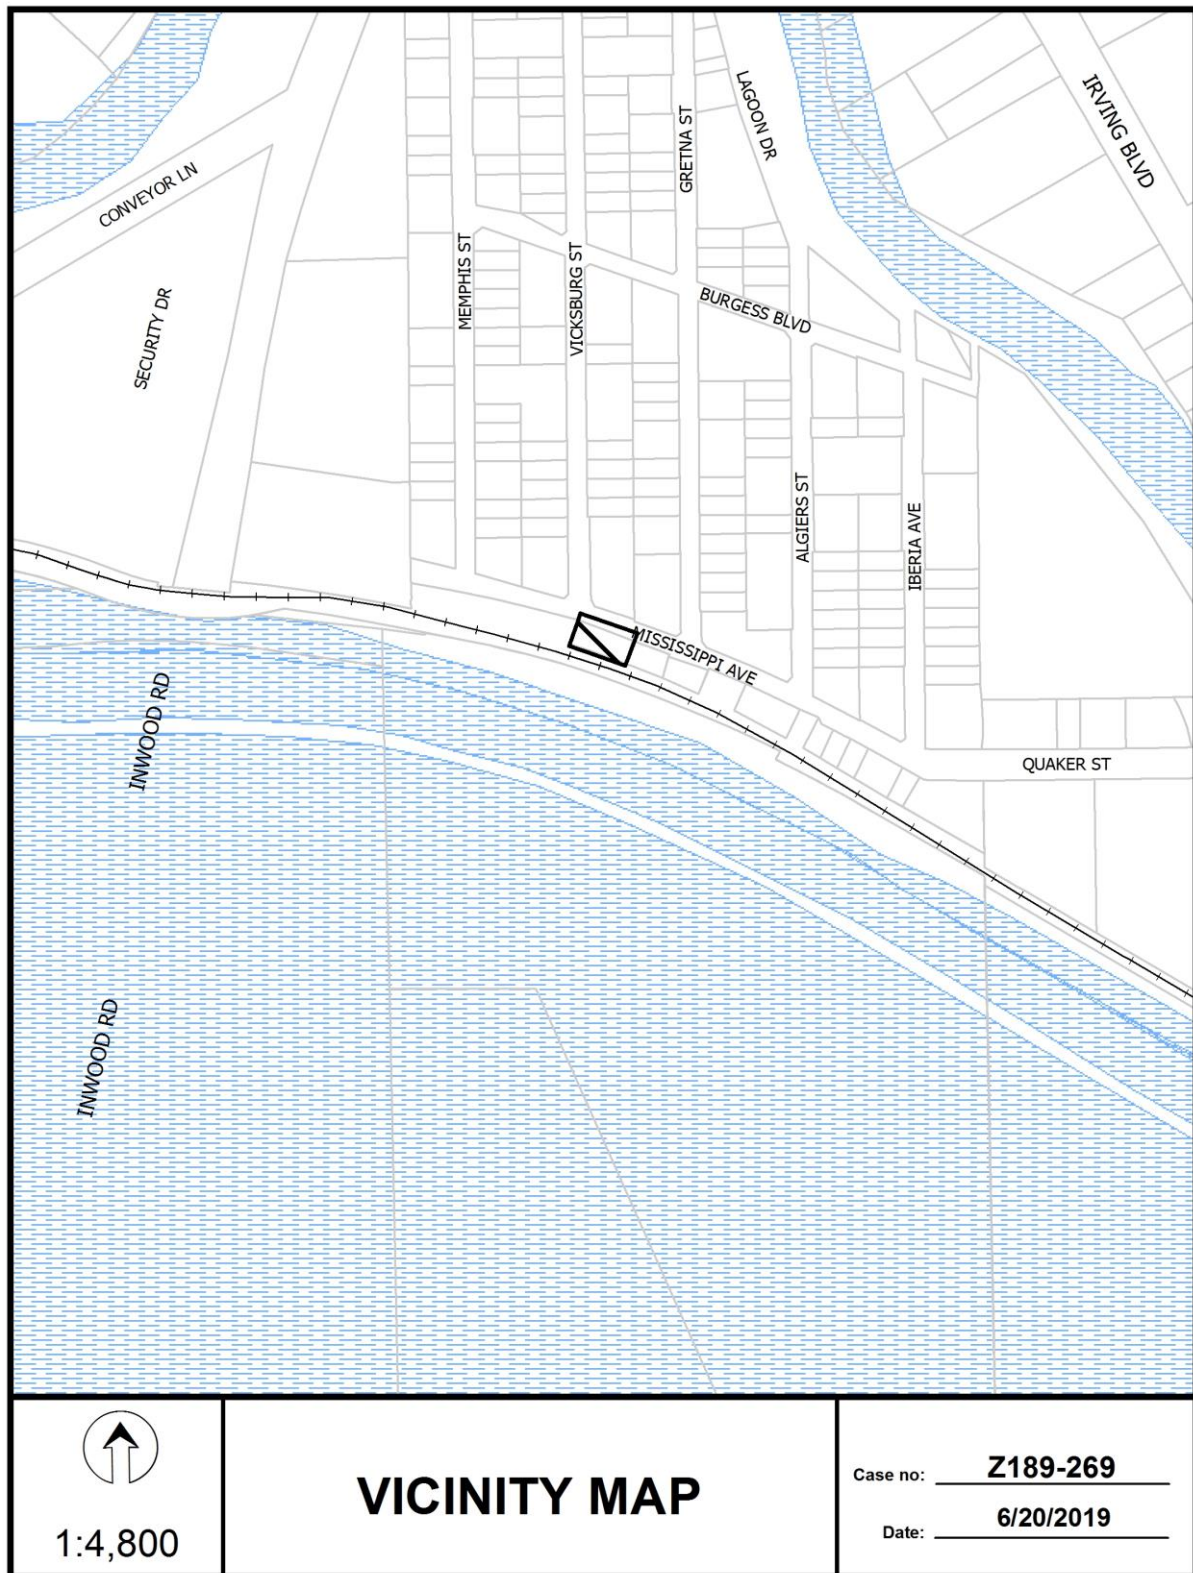 IRVING BLVD
LAGOON DR
GRETNA ST
CONVEYOR LN
MEMPHIS ST
VICKSBURG ST
BURGESS BLVD
SECURITY DR
ALGIERS ST
IBERIA AVE
MISSISSIPPI AVE
INWOOD RD
QUAKER ST
INWOOD RD
1:4,800
VICINITY MAP
Case no: Z189-269
Date: 6/20/2019